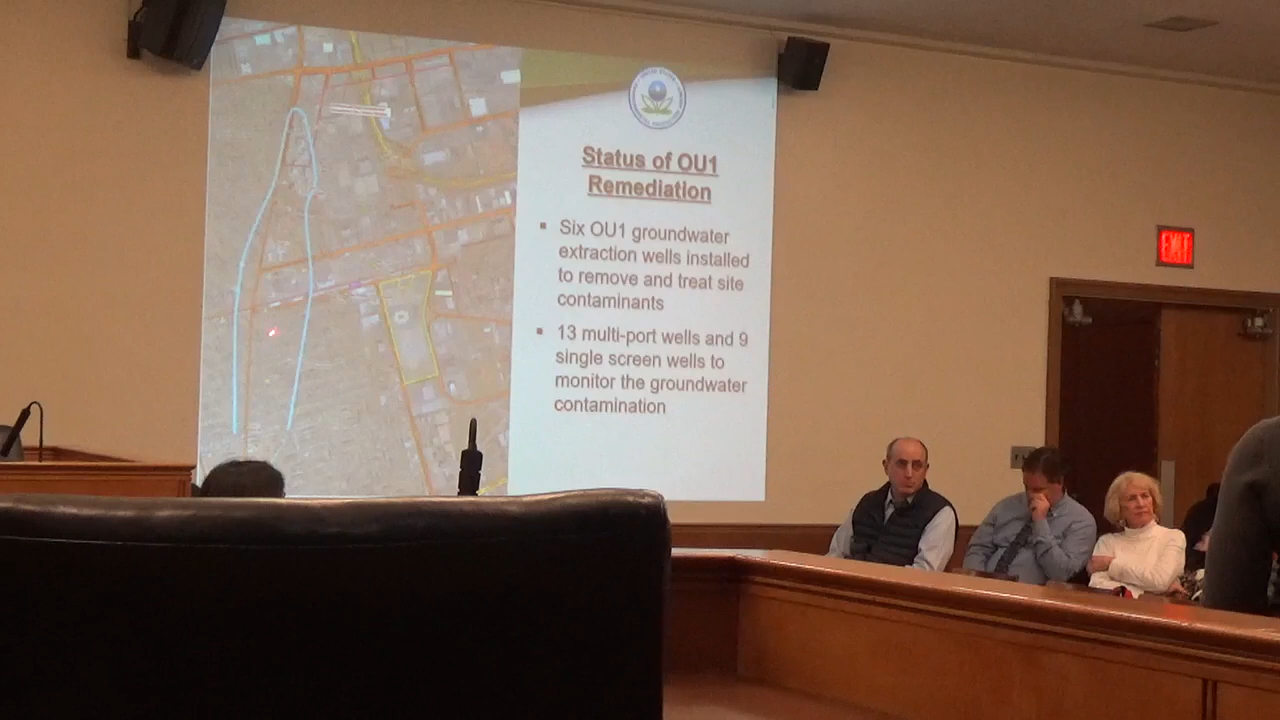 Status of OU1
Remediation
▪ Six OU1 groundwater
extraction wells installed
to remove and treat site
contaminants
▪ 13 multi-port wells and 9
single screen wells to
monitor the groundwater
contamination
EXIT